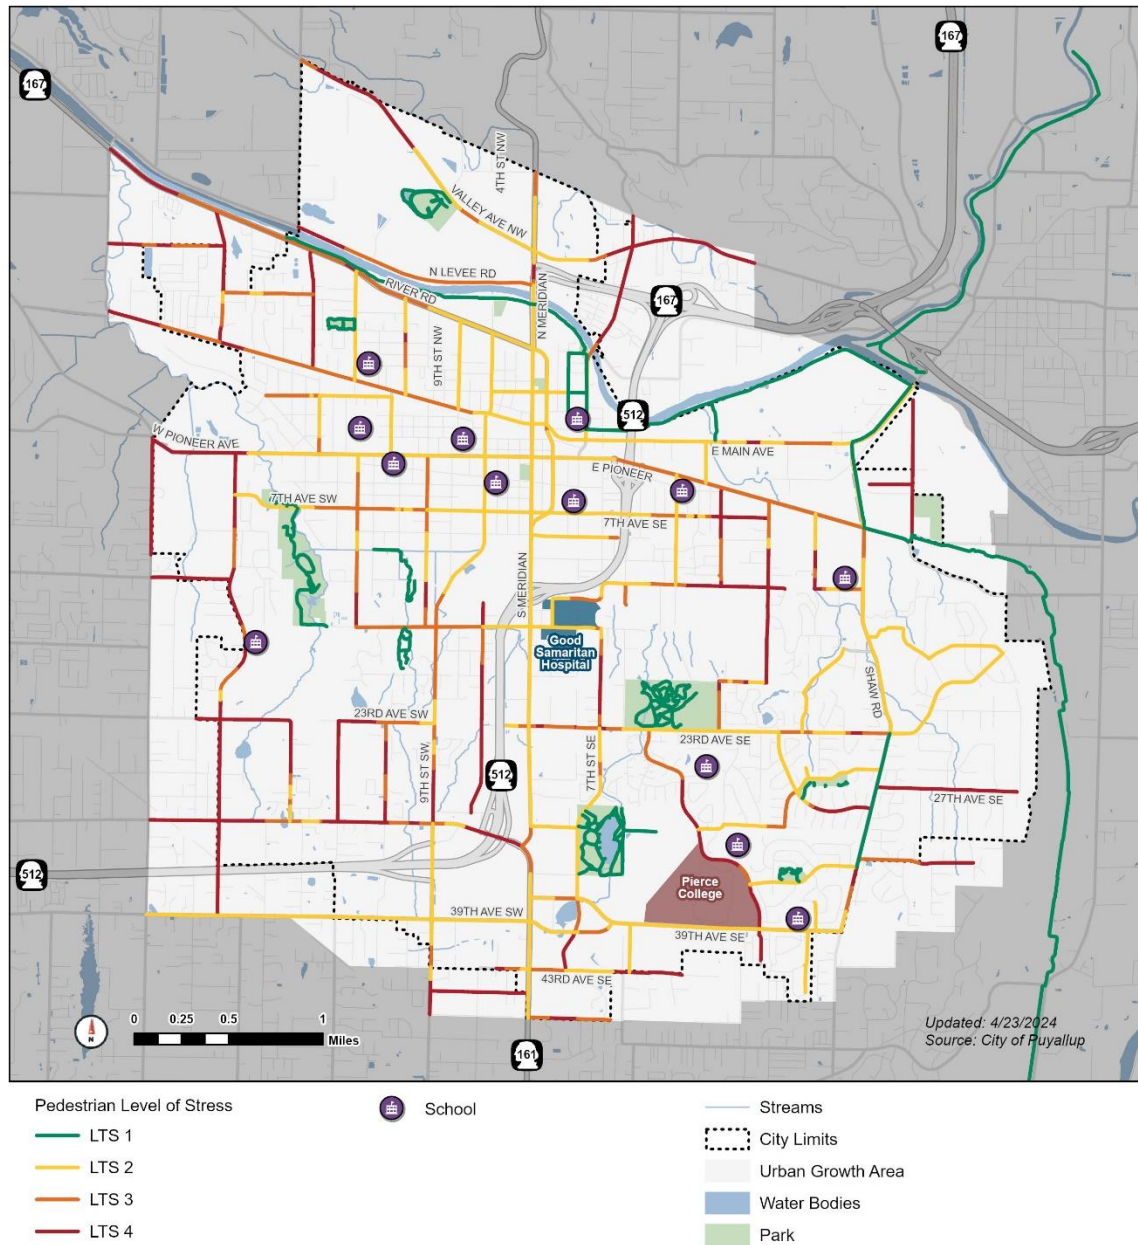 167
167
4TH ST NW
VALLEY AVE NW
N LEVEE RD
RIVER RD
N MERIDIAN
167
9TH ST NW
512
W PIONEER AVE
E MAIN AVE
E PIONEER
7TH AVE SW
7TH AVE SE
S MERIDIAN
Good
Samaritan
Hospital
SHAW RD
23RD AVE SW
23RD AVE SE
9TH ST SW
7TH ST SE
512
27TH AVE SE
512
Pierce
College
39TH AVE SW
39TH AVE SE
43RD AVE SE
N
0 0.25 0.5 1
Miles
161
Updated: 4/23/2024
Source: City of Puyallup
Pedestrian Level of Stress
LTS 1
LTS 2
LTS 3
LTS 4
School
Streams
City Limits
Urban Growth Area
Water Bodies
Park